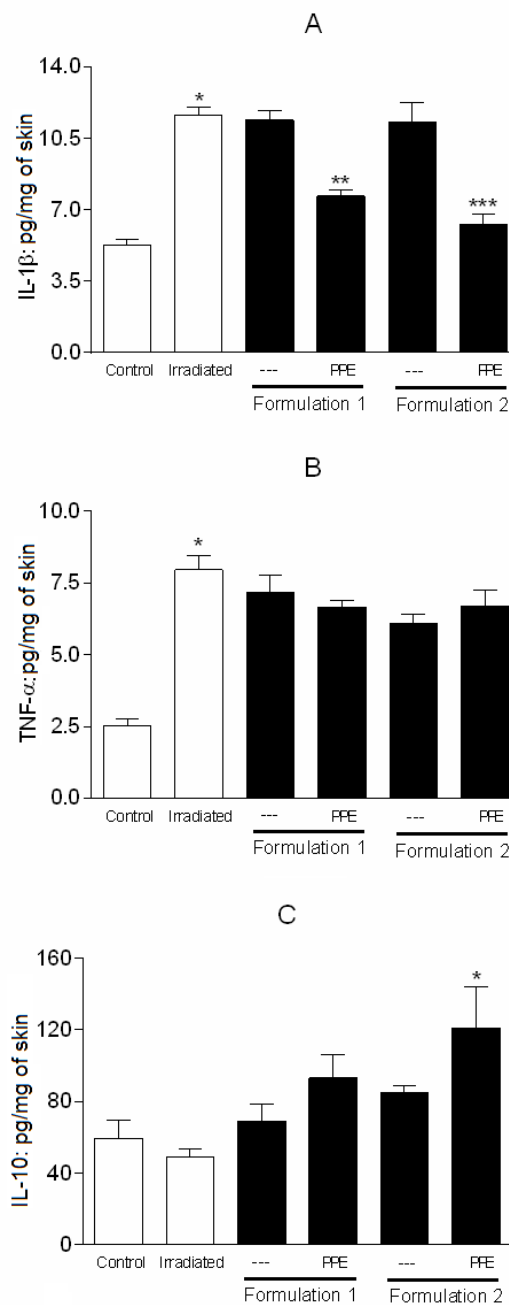 A
14.0
*
10.5
**
7.0
***
3.5
0.0
IL-1β: pg/mg of skin
Control Irradiated --- PPE --- PPE
Formulation 1 Formulation 2
B
10.0
*
7.5
5.0
2.5
0.0
TNF-α:pg/mg of skin
Control Irradiated --- PPE --- PPE
Formulation 1 Formulation 2
C
160
*
120
80
40
0
IL-10: pg/mg of skin
Control Irradiated --- PPE --- PPE
Formulation 1 Formulation 2